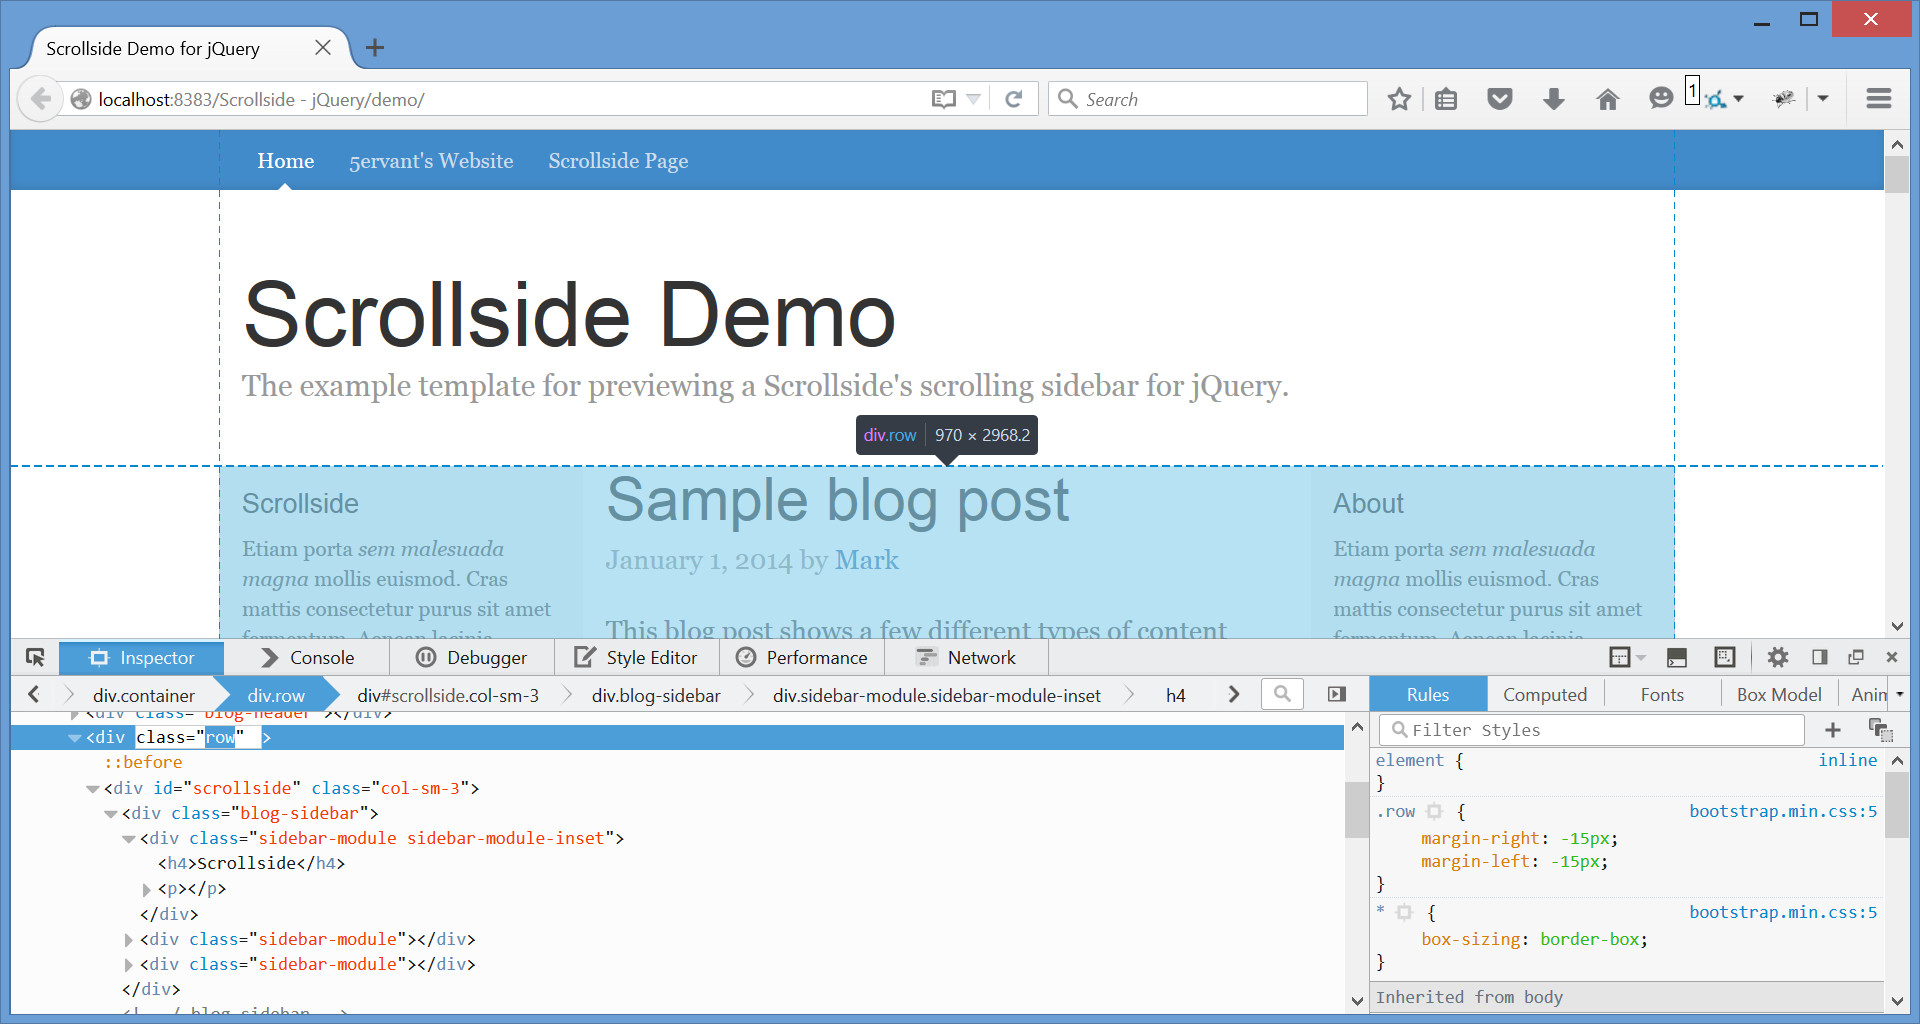 Scrollside Demo for jQuery
localhost:8383/Scrollside - jQuery/demo/
Search
1
Home 5ervant's Website Scrollside Page
Scrollside Demo
The example template for previewing a Scrollside's scrolling sidebar for jQuery.
div.row 970 × 2968.2
Scrollside
Etiam porta sem malesuada
magna mollis euismod. Cras
mattis consectetur purus sit amet
fermentum. Aenean lacinia
Sample blog post
January 1, 2014 by Mark
This blog post shows a few different types of content
About
Etiam porta sem malesuada
magna mollis euismod. Cras
mattis consectetur purus sit amet
fermentum. Aenean lacinia
Inspector Console Debugger Style Editor Performance Network
div.container div.row div#scrollside.col-sm-3 div.blog-sidebar div.sidebar-module.sidebar-module-inset h4
<div class="blog-header"></div>
<div class="row" >
::before
<div id="scrollside" class="col-sm-3">
<div class="blog-sidebar">
<div class="sidebar-module sidebar-module-inset">
<h4>Scrollside</h4>
<p></p>
</div>
<div class="sidebar-module"></div>
<div class="sidebar-module"></div>
</div>
<!-- /.blog-sidebar -->
Rules Computed Fonts Box Model Anim
Filter Styles
element { inline
}
.row { bootstrap.min.css:5
margin-right: -15px;
margin-left: -15px;
}
* { bootstrap.min.css:5
box-sizing: border-box;
}
Inherited from body